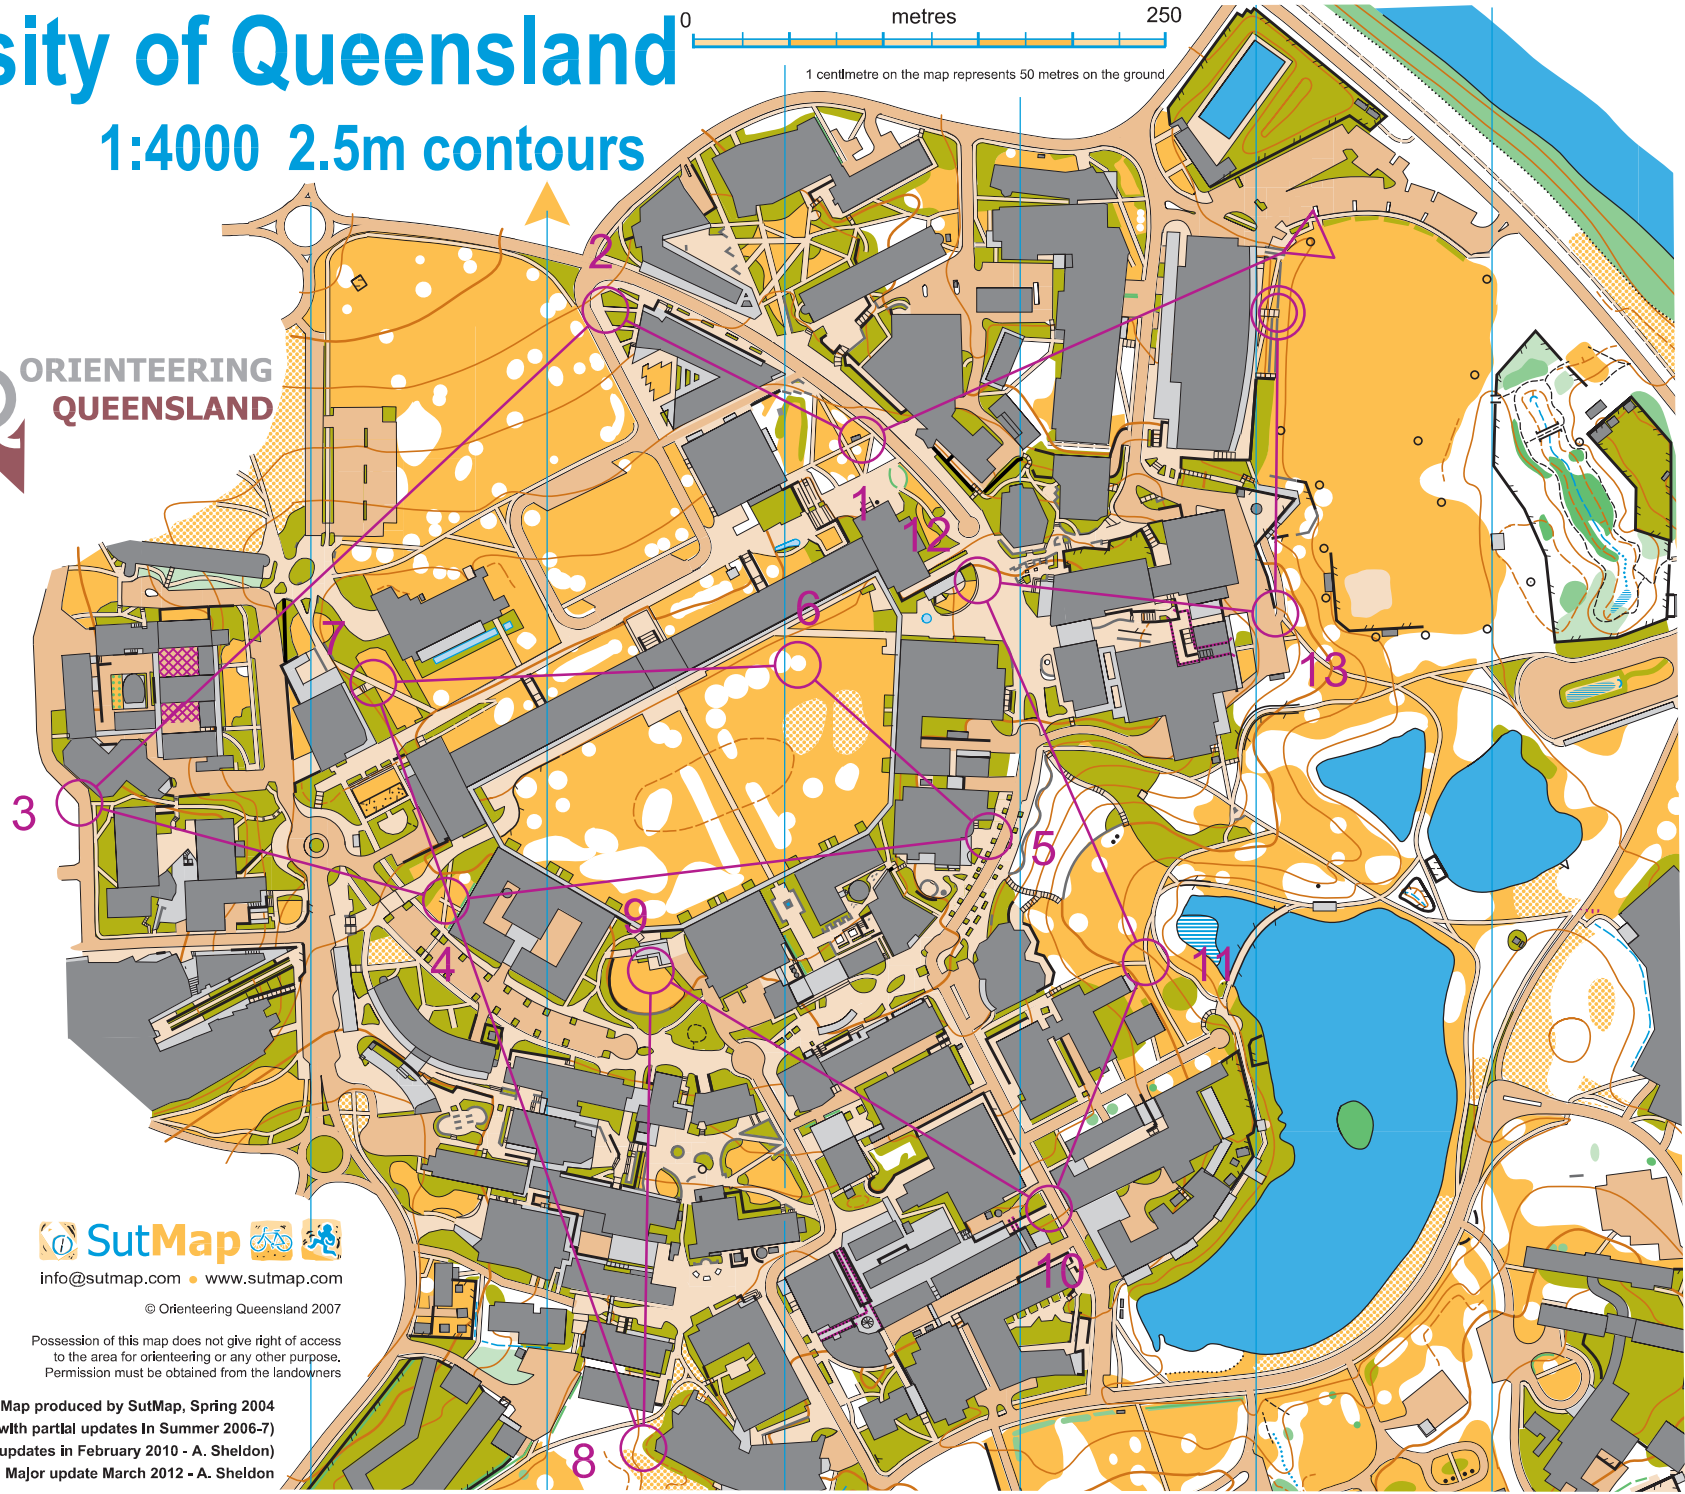 sity of Queensland
0 metres 250
1 centimetre on the map represents 50 metres on the ground
1:4000 2.5m contours
ORIENTEERING
QUEENSLAND
2
1
12
6
7
13
3
5
9
4
11
10
8
SutMap
info@sutmap.com • www.sutmap.com
© Orienteering Queensland 2007
Possession of this map does not give right of access
to the area for orienteering or any other purpose.
Permission must be obtained from the landowners
Map produced by SutMap, Spring 2004
with partial updates in Summer 2006-7)
updates in February 2010 - A. Sheldon)
Major update March 2012 - A. Sheldon